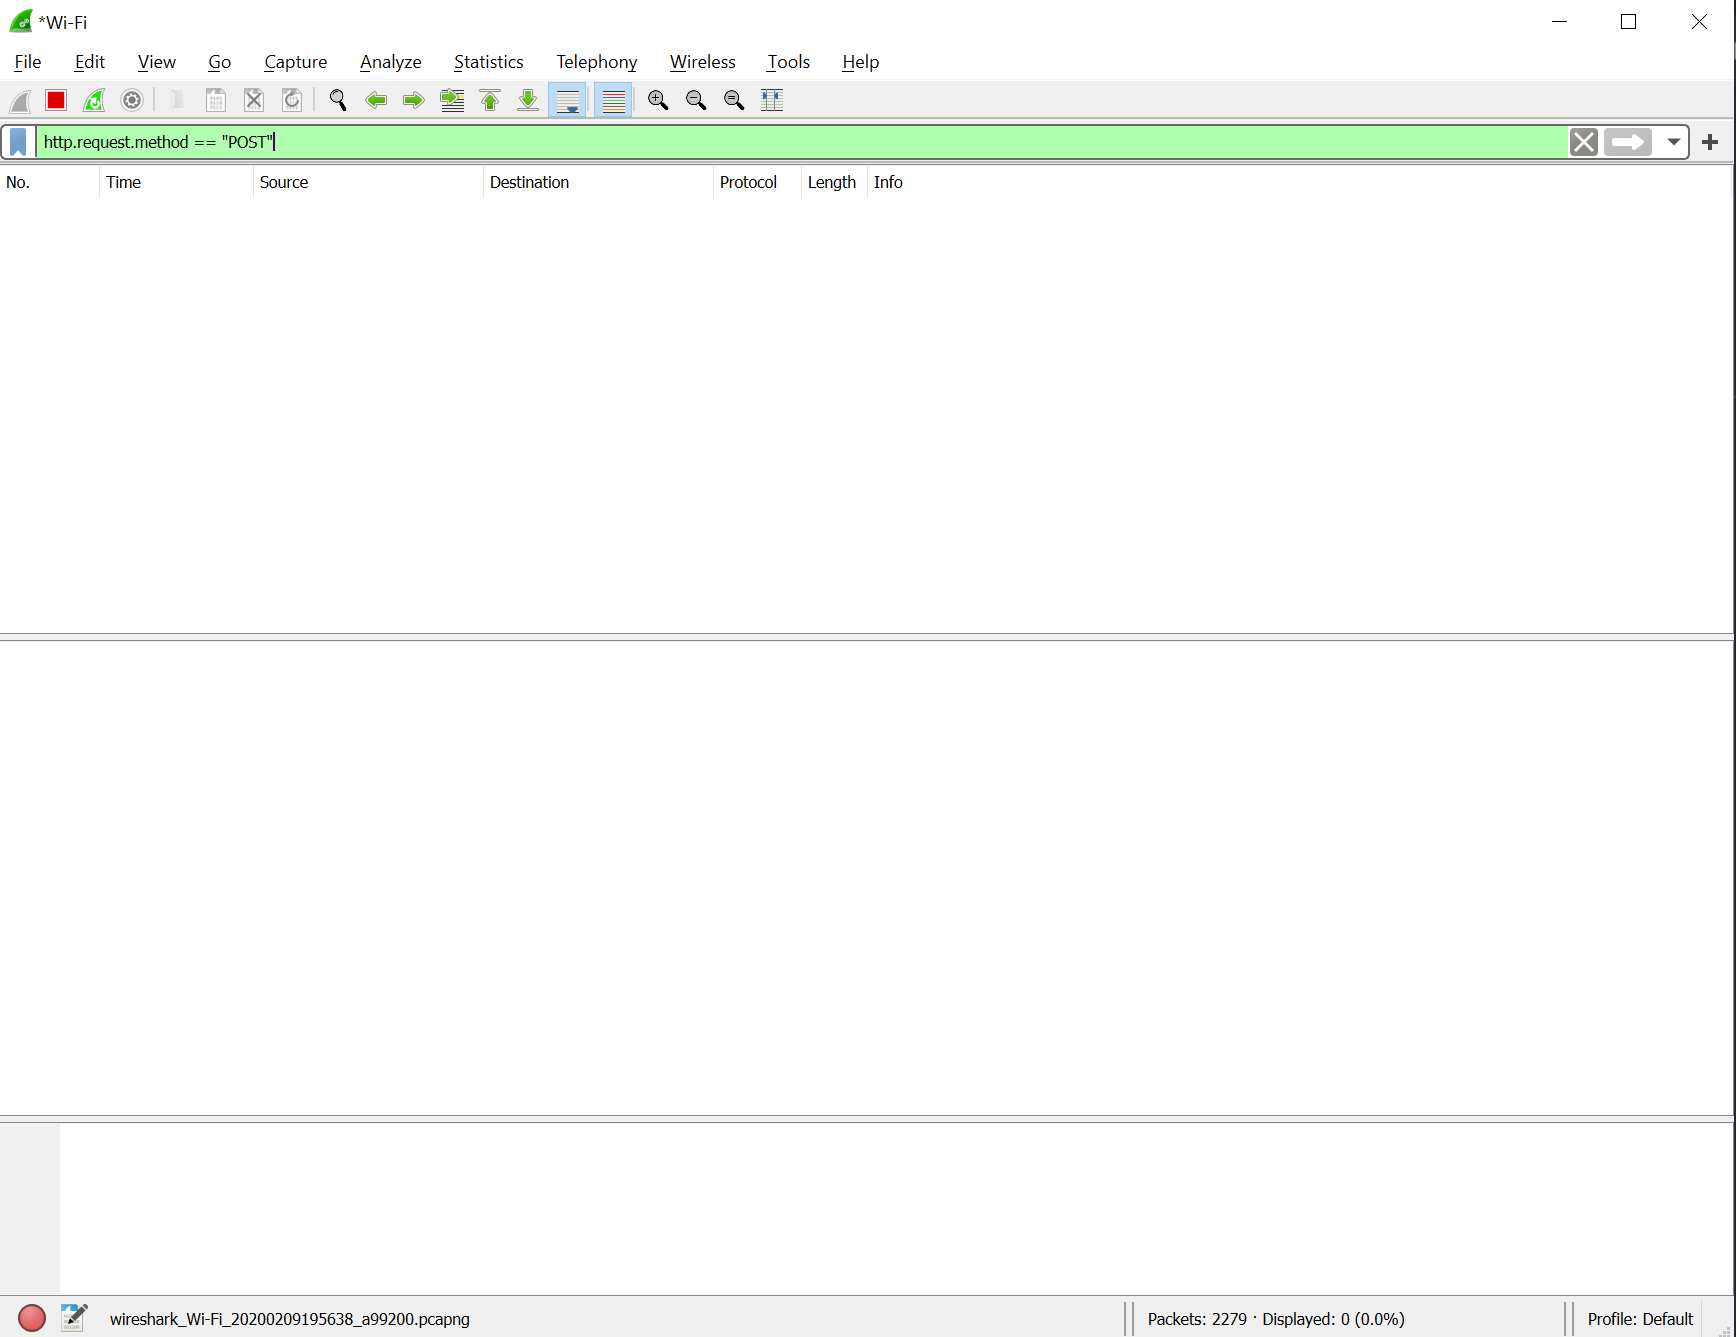 *Wi-Fi
File Edit View Go Capture Analyze Statistics Telephony Wireless Tools Help
http.request.method == "POST"
No. Time Source Destination Protocol Length Info
wireshark_Wi-Fi_20200209195638_a99200.pcapng Packets: 2279 · Displayed: 0 (0.0%) Profile: Default